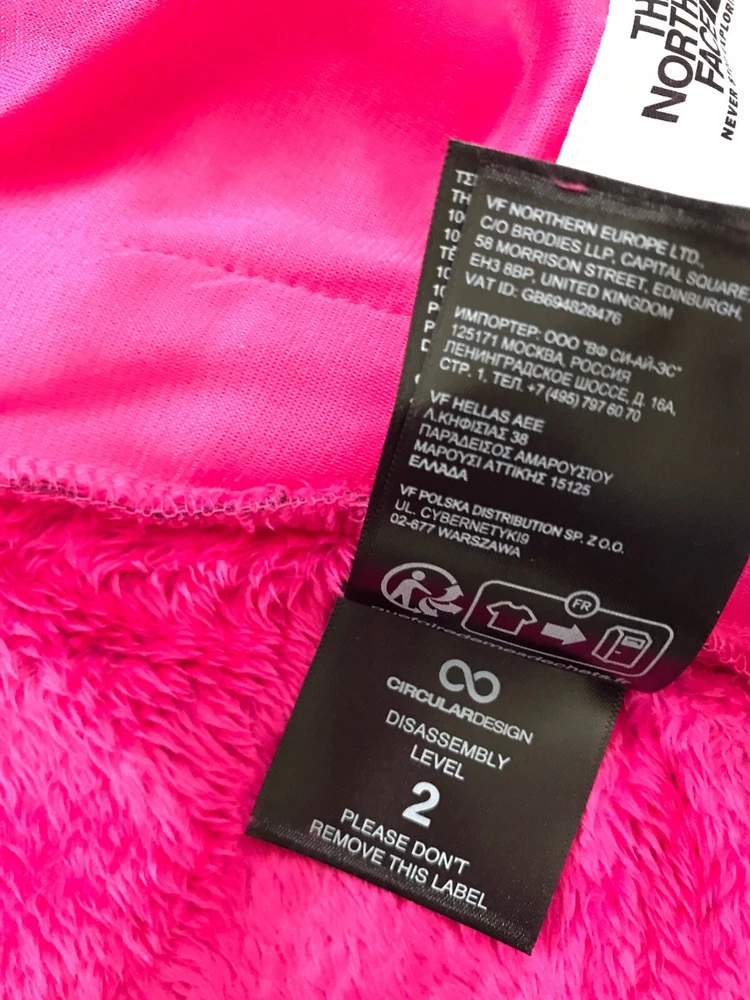 TH
NORTH
FACE
NEVER
VF NORTHERN EUROPE LTD.,
C/O BRODIES LLP, CAPITAL SQUARE
58 MORRISON STREET, EDINBURGH,
EH3 8BP, UNITED KINGDOM
VAT ID: GB694828476
ИМПОРТЕР: ООО "ВФ СИ-АЙ-ЭС"
125171 МОСКВА, РОССИЯ
ЛЕНИНГРАДСКОЕ ШОССЕ, Д. 16А,
СТР. 1. ТЕЛ. +7 (495) 797 60 70
VF HELLAS AEE
Λ.ΚΗΦΙΣΙΑΣ 38
ΠΑΡΑΔΕΙΣΟΣ ΑΜΑΡΟΥΣΙΟΥ
ΜΑΡΟΥΣΙ ΑΤΤΙΚΗΣ 15125
ΕΛΛΑΔΑ
VF POLSKA DISTRIBUTION SP. Z O.O.
UL. CYBERNETYKI9
02-677 WARSZAWA
FR
CIRCULARDESIGN
DISASSEMBLY
LEVEL
2
PLEASE DON'T
REMOVE THIS LABEL